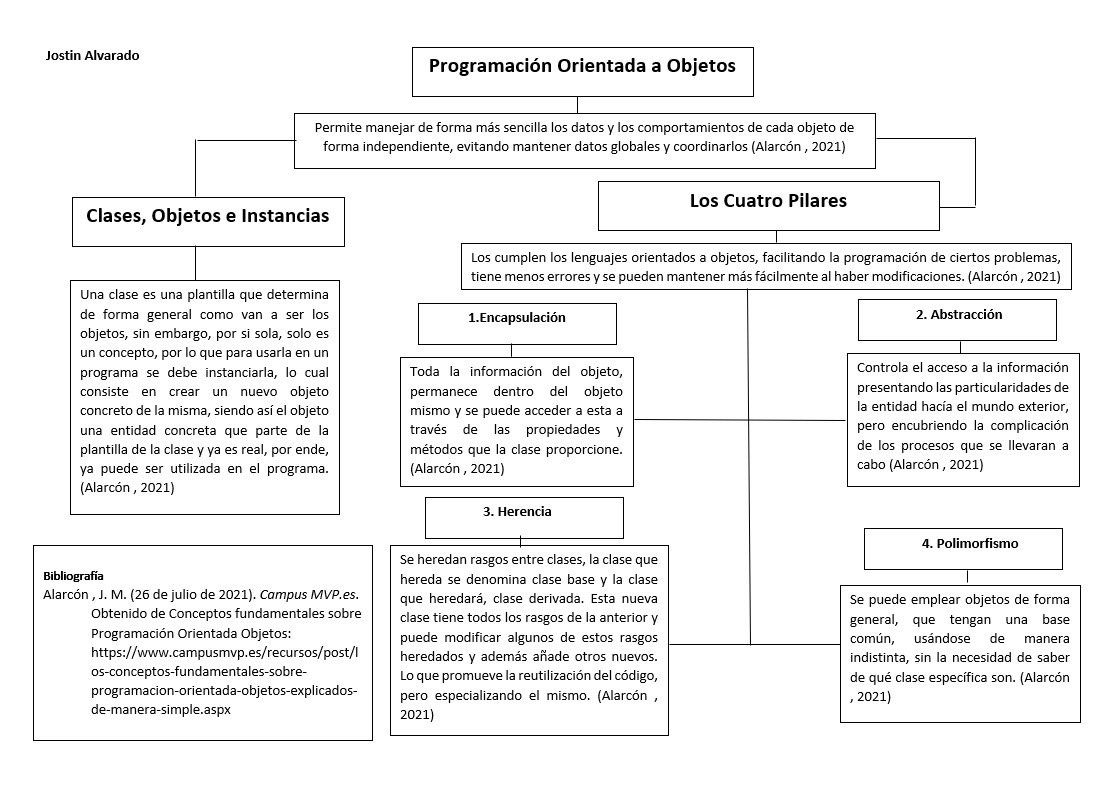 Jostin Alvarado
Programación Orientada a Objetos
Permite manejar de forma más sencilla los datos y los comportamientos de cada objeto de
forma independiente, evitando mantener datos globales y coordinarlos (Alarcón , 2021)
Clases, Objetos e Instancias
Una clase es una plantilla que determina
de forma general como van a ser los
objetos, sin embargo, por si sola, solo es
un concepto, por lo que para usarla en un
programa se debe instanciarla, lo cual
consiste en crear un nuevo objeto
concreto de la misma, siendo así el objeto
una entidad concreta que parte de la
plantilla de la clase y ya es real, por ende,
ya puede ser utilizada en el programa.
(Alarcón , 2021)
Los Cuatro Pilares
Los cumplen los lenguajes orientados a objetos, facilitando la programación de ciertos problemas,
tiene menos errores y se pueden mantener más fácilmente al haber modificaciones. (Alarcón , 2021)
1.Encapsulación
Toda la información del objeto,
permanece dentro del objeto
mismo y se puede acceder a esta a
través de las propiedades y
métodos que la clase proporcione.
(Alarcón , 2021)
2. Abstracción
Controla el acceso a la información
presentando las particularidades de
la entidad hacía el mundo exterior,
pero encubriendo la complicación
de los procesos que se llevaran a
cabo (Alarcón , 2021)
3. Herencia
Se heredan rasgos entre clases, la clase que
hereda se denomina clase base y la clase
que heredará, clase derivada. Esta nueva
clase tiene todos los rasgos de la anterior y
puede modificar algunos de estos rasgos
heredados y además añade otros nuevos.
Lo que promueve la reutilización del código,
pero especializando el mismo. (Alarcón ,
2021)
4. Polimorfismo
Se puede emplear objetos de forma
general, que tengan una base
común, usándose de manera
indistinta, sin la necesidad de saber
de qué clase específica son. (Alarcón
, 2021)
Bibliografía
Alarcón , J. M. (26 de julio de 2021). Campus MVP.es.
Obtenido de Conceptos fundamentales sobre
Programación Orientada Objetos:
https://www.campusmvp.es/recursos/post/l
os-conceptos-fundamentales-sobre-
programacion-orientada-objetos-explicados-
de-manera-simple.aspx